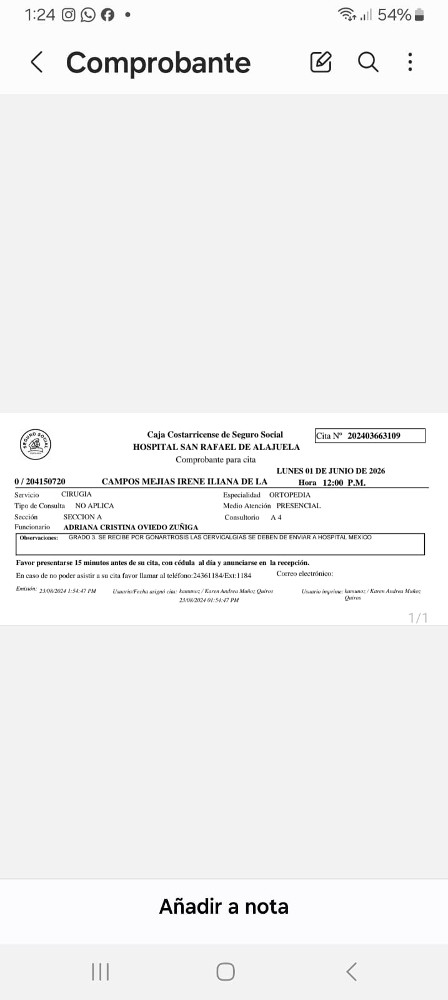 1:24
54%
Comprobante
SEGURO SOCIAL
Caja Costarricense de Seguro Social
Cita Nº 202403663109
HOSPITAL SAN RAFAEL DE ALAJUELA
Comprobante para cita
LUNES 01 DE JUNIO DE 2026
0 / 204150720 CAMPOS MEJIAS IRENE ILIANA DE LA Hora 12:00 P.M.
Servicio CIRUGIA Especialidad ORTOPEDIA
Tipo de Consulta NO APLICA Medio Atención PRESENCIAL
Sección SECCION A Consultorio A 4
Funcionario ADRIANA CRISTINA OVIEDO ZUÑIGA
Observaciones: GRADO 3. SE RECIBE POR GONARTROSIS LAS CERVICALGIAS SE DEBEN DE ENVIAR A HOSPITAL MEXICO
Favor presentarse 15 minutos antes de su cita, con cédula al día y anunciarse en la recepción.
En caso de no poder asistir a su cita favor llamar al teléfono:24361184/Ext:1184 Correo electrónico:
Emisión: 23/08/2024 1:54:47 PM Usuario/Fecha asignó cita: kamunoz / Karen Andrea Muñoz Quiros Usuario imprime: kamunoz / Karen Andrea Muñoz
23/08/2024 01:54:47 PM Quiros
1/1
Añadir a nota